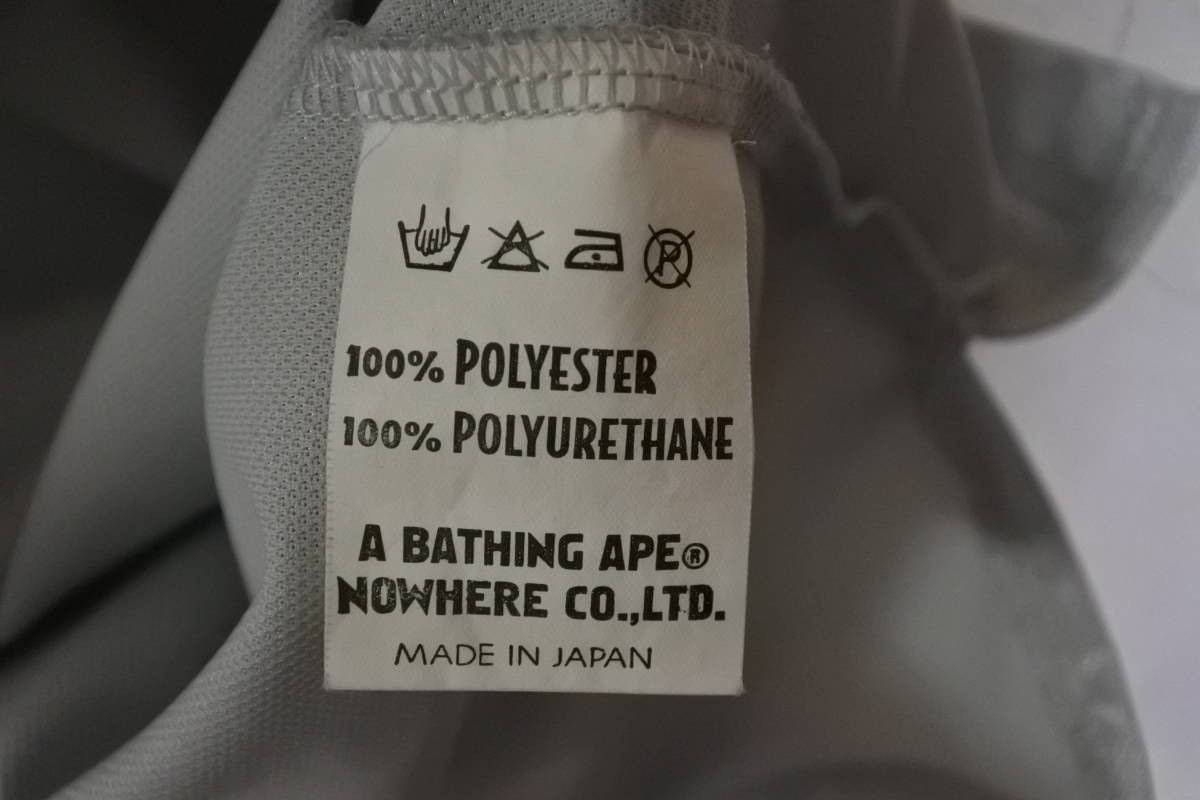 P
100% POLYESTER
100% POLYURETHANE
A BATHING APE®
NOWHERE CO.,LTD.
MADE IN JAPAN